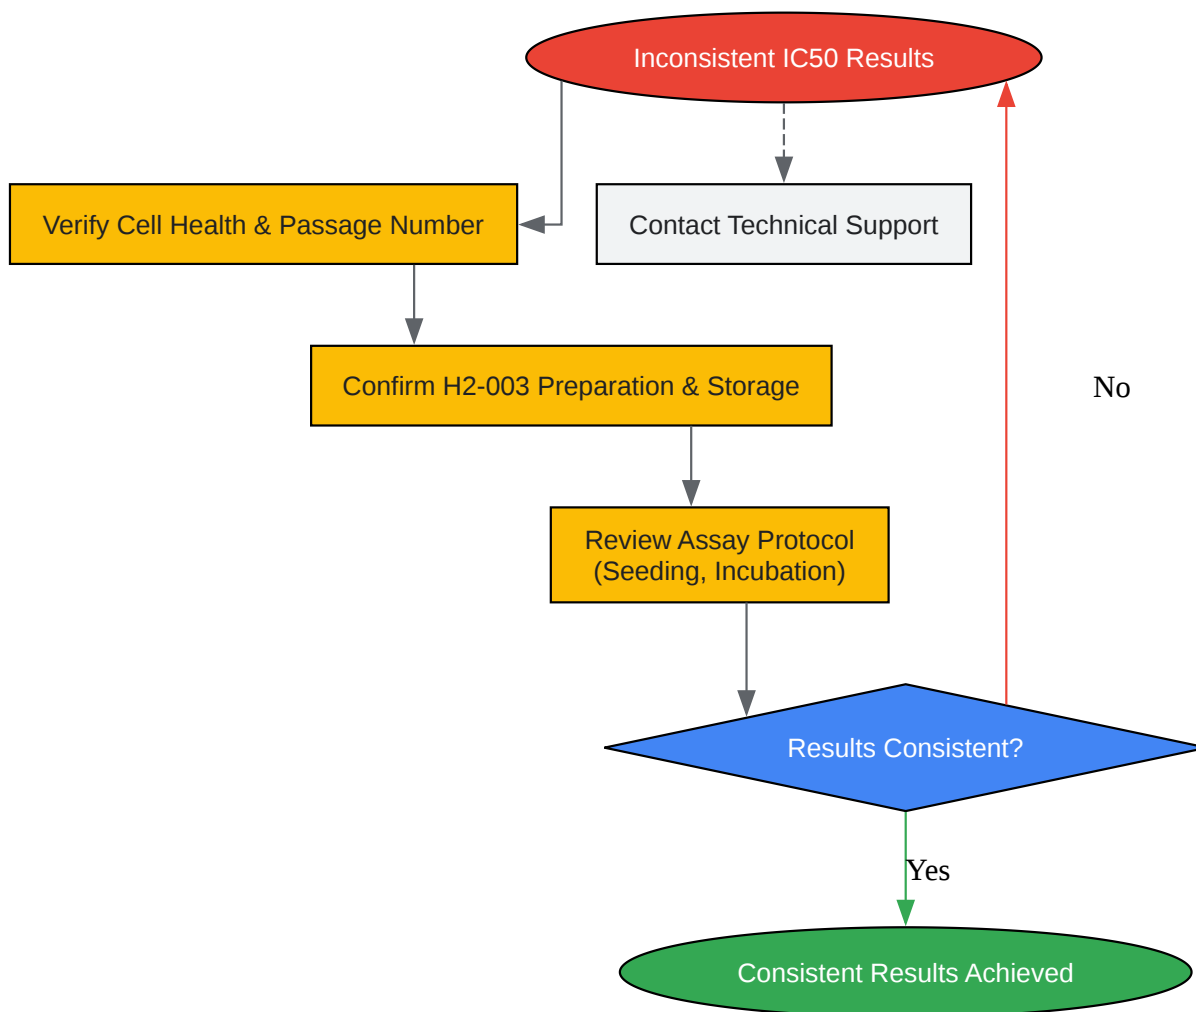 Inconsistent IC50 Results
Verify Cell Health & Passage Number
Contact Technical Support
Confirm H2-003 Preparation & Storage
No
Review Assay Protocol
(Seeding, Incubation)
Results Consistent?
Yes
Consistent Results Achieved